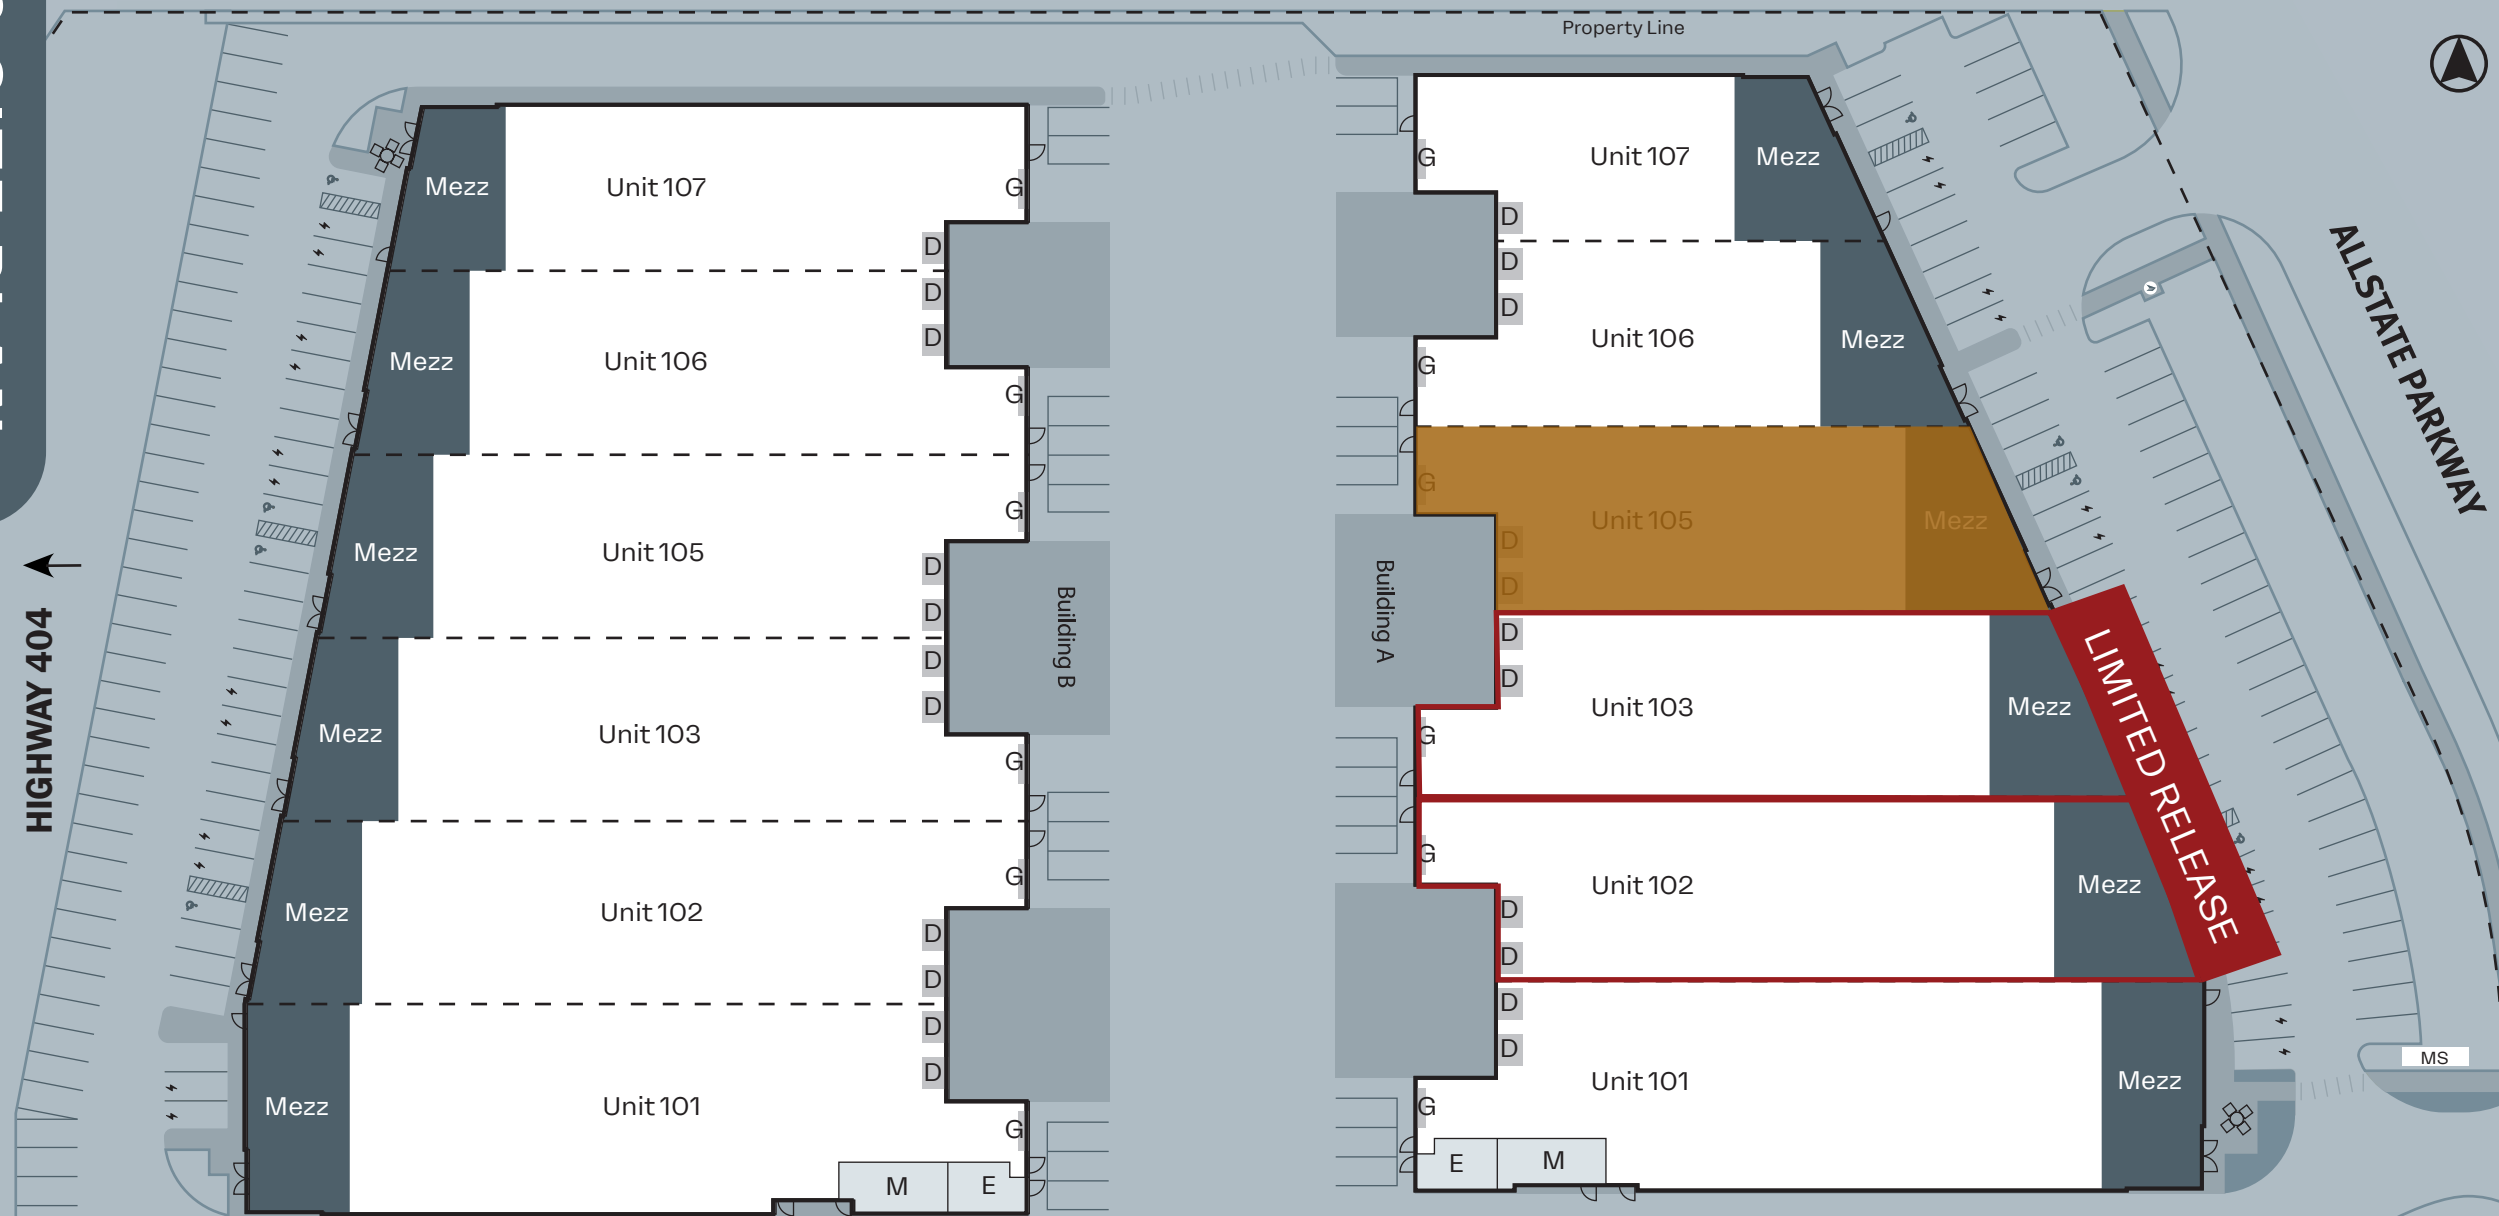 Property Line
HIGHWAY 404
Mezz
Unit 107
G
D
Mezz
Unit 106
D
D
G
Mezz
Unit 105
G
D
D
Mezz
Unit 103
D
D
G
Mezz
Unit 102
G
D
D
Mezz
Unit 101
D
D
G
M
E
Building B
Building A
G
Unit 107
Mezz
D
D
D
Unit 106
Mezz
G
G
Unit 105
Mezz
D
D
D
D
Unit 103
Mezz
G
G
Unit 102
Mezz
D
D
D
D
Unit 101
Mezz
G
E
M
LIMITED RELEASE
ALLSTATE PARKWAY
MS